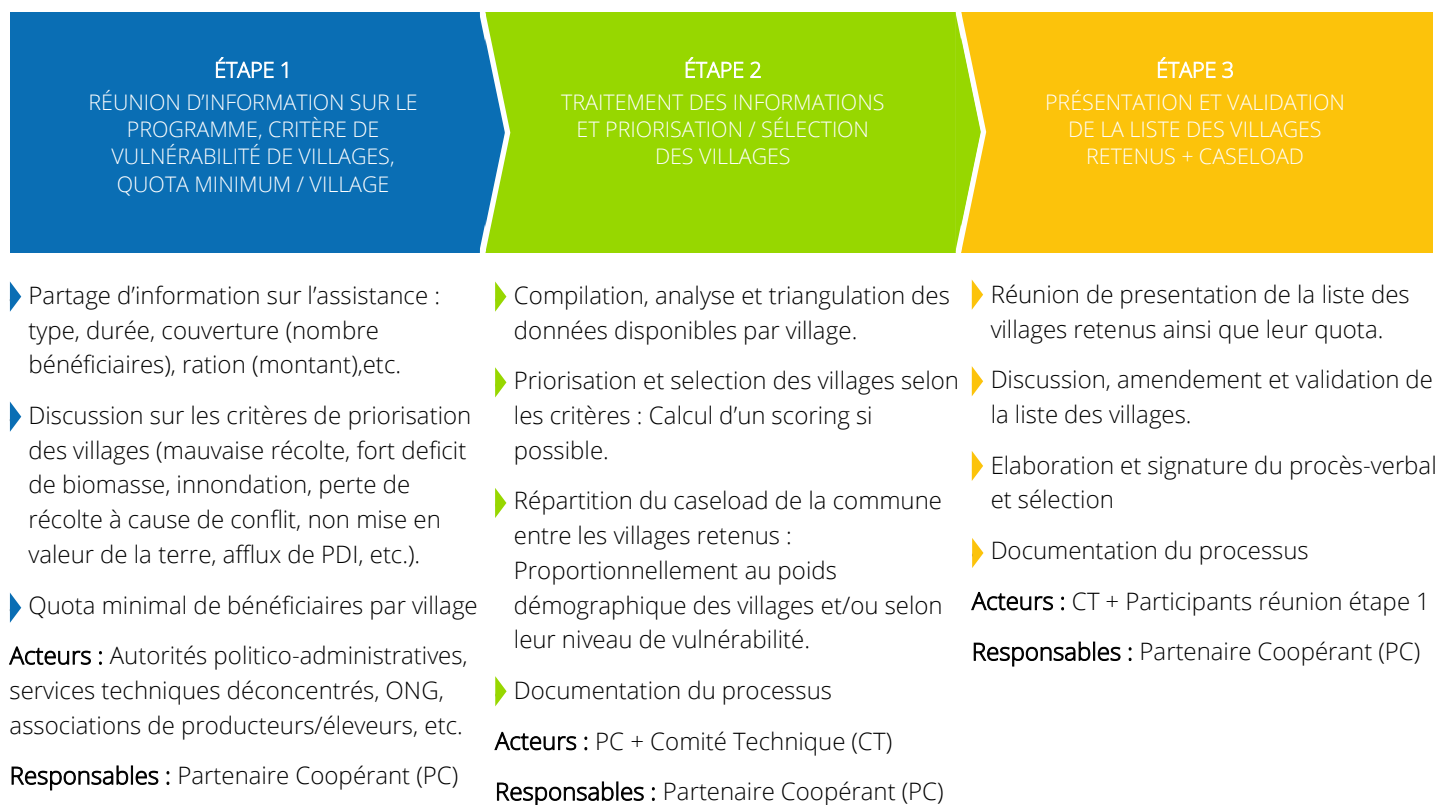 ÉTAPE 1
RÉUNION D’INFORMATION SUR LE
PROGRAMME, CRITÈRE DE
VULNÉRABILITÉ DE VILLAGES,
QUOTA MINIMUM / VILLAGE
Partage d’information sur l’assistance :
type, durée, couverture (nombre
bénéficiaires), ration (montant),etc.
Discussion sur les critères de priorisation
des villages (mauvaise récolte, fort deficit
de biomasse, innondation, perte de
récolte à cause de conflit, non mise en
valeur de la terre, afflux de PDI, etc.).
Quota minimal de bénéficiaires par village
Acteurs : Autorités politico-administratives,
services techniques déconcentrés, ONG,
associations de producteurs/éleveurs, etc.
Responsables : Partenaire Coopérant (PC)
ÉTAPE 2
TRAITEMENT DES INFORMATIONS
ET PRIORISATION / SÉLECTION
DES VILLAGES
Compilation, analyse et triangulation des
données disponibles par village.
Priorisation et selection des villages selon
les critères : Calcul d’un scoring si
possible.
Répartition du caseload de la commune
entre les villages retenus :
Proportionnellement au poids
démographique des villages et/ou selon
leur niveau de vulnérabilité.
Documentation du processus
Acteurs : PC + Comité Technique (CT)
Responsables : Partenaire Coopérant (PC)
ÉTAPE 3
PRÉSENTATION ET VALIDATION
DE LA LISTE DES VILLAGES
RETENUS + CASELOAD
Réunion de presentation de la liste des
villages retenus ainsi que leur quota.
Discussion, amendement et validation de
la liste des villages.
Elaboration et signature du procès-verbal
et sélection
Documentation du processus
Acteurs : CT + Participants réunion étape 1
Responsables : Partenaire Coopérant (PC)